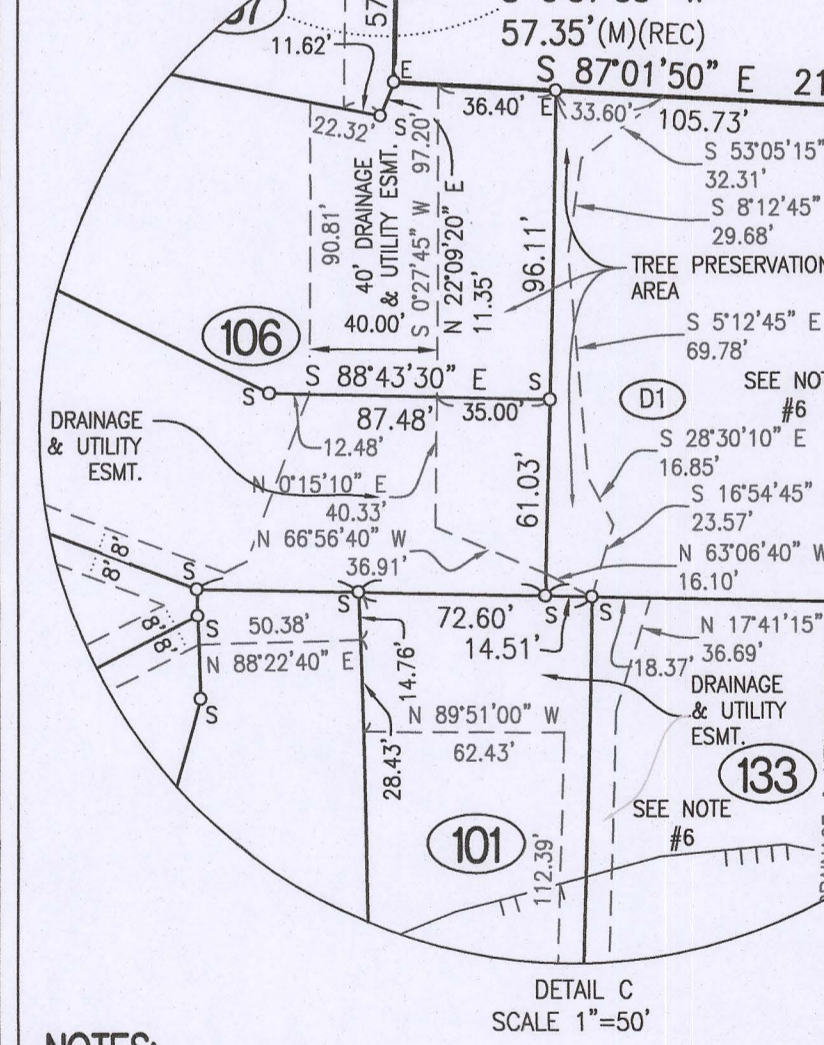 57.35'(M)(REC)
11.62'
E
S 87°01'50" E
36.40'
E
33.60'
105.73'
22.32'
S
S 53°05'15"
32.31'
S 8°12'45"
29.68'
90.81'
40' DRAINAGE
& UTILITY ESMT.
S 0°27'45" W 97.20'
N 22°09'20" E
11.35'
96.11'
TREE PRESERVATION
AREA
40.00'
106
S 5°12'45" E
69.78'
S 88°43'30" E
S
S
87.48'
35.00'
D1
SEE NOT
#6
DRAINAGE
& UTILITY
ESMT.
12.48'
N 0°15'10" E
40.33'
61.03'
S 28°30'10" E
16.85'
S 16°54'45"
23.57'
N 66°56'40" W
36.91'
N 63°06'40" W
16.10'
8'
8'
S
S
72.60'
S
S
14.51'
8'
8'
S
50.38'
N 88°22'40" E
14.76'
18.37'
N 17°41'15"
36.69'
S
28.43'
N 89°51'00" W
62.43'
DRAINAGE
& UTILITY
ESMT.
133
101
SEE NOTE
#6
112.39'
DETAIL C
SCALE 1"=50'
NOTES: